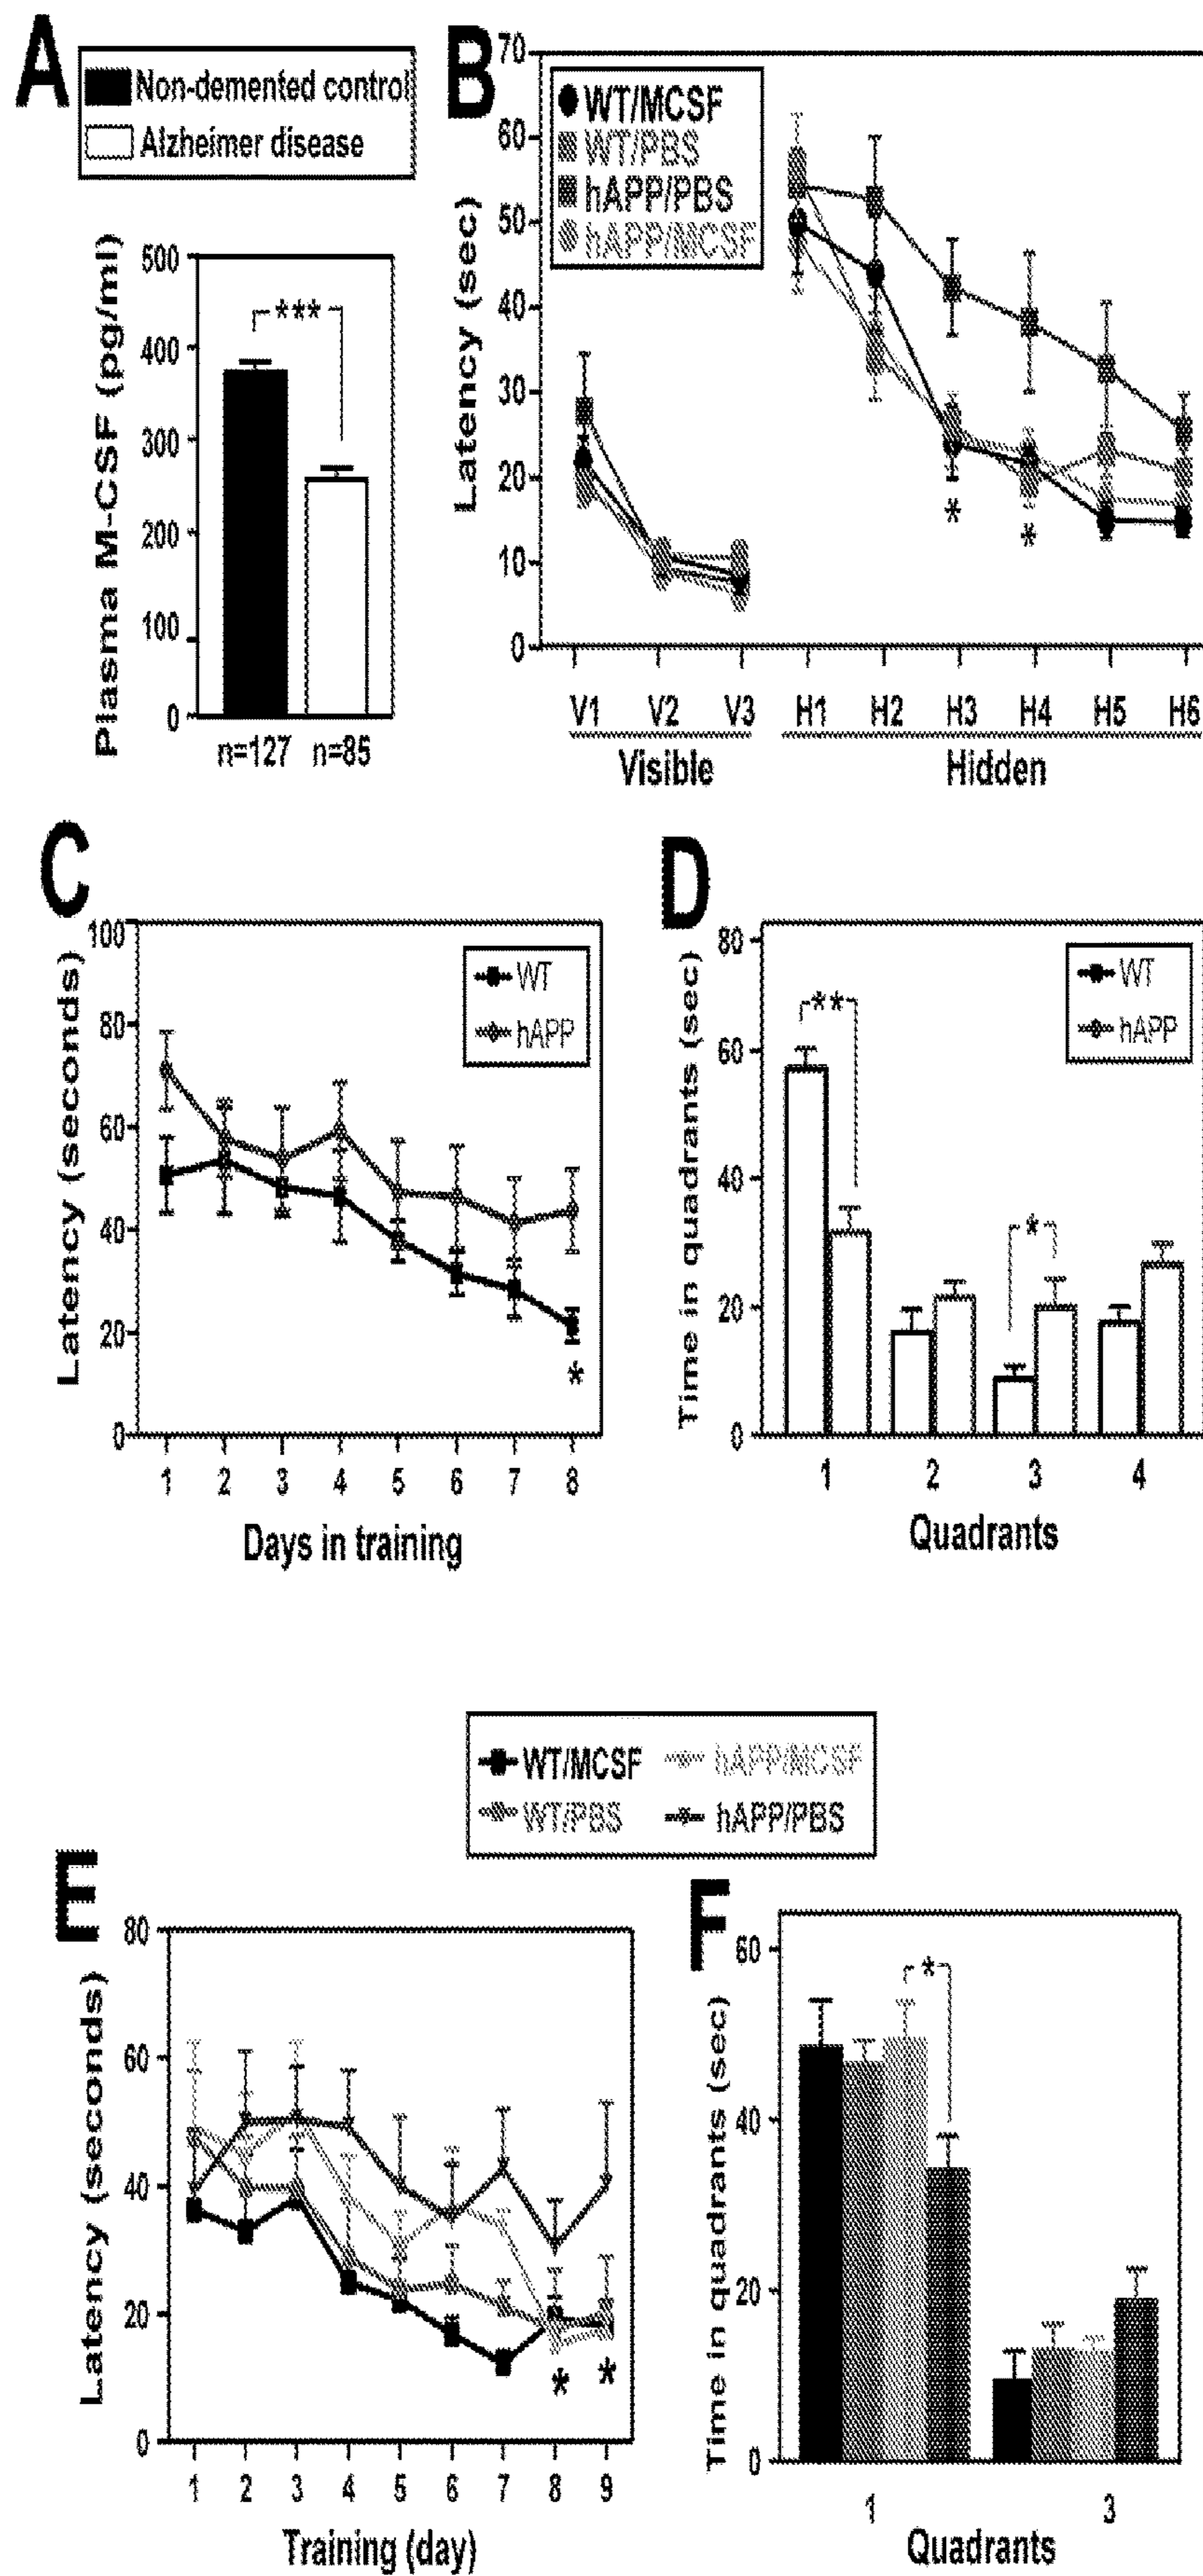 A
Non-demented control
Alzheimer disease
Plasma M-CSF (pg/ml)
500
400
300
200
100
0
***
n=127 n=85
B
WT/MCSF
WT/PBS
hAPP/PBS
hAPP/MCSF
Latency (sec)
70
60
50
40
30
20
10
0
*
*
V1 V2 V3 H1 H2 H3 H4 H5 H6
Visible Hidden
C
WT
hAPP
Latency (seconds)
100
80
60
40
20
0
*
1 2 3 4 5 6 7 8
Days in training
D
WT
hAPP
Time in quadrants (sec)
80
60
40
20
0
**
*
1 2 3 4
Quadrants
WT/MCSF hAPP/MCSF
WT/PBS hAPP/PBS
E
Latency (seconds)
80
60
40
20
0
* *
1 2 3 4 5 6 7 8 9
Training (day)
F
Time in quadrants (sec)
60
40
20
0
*
1 3
Quadrants